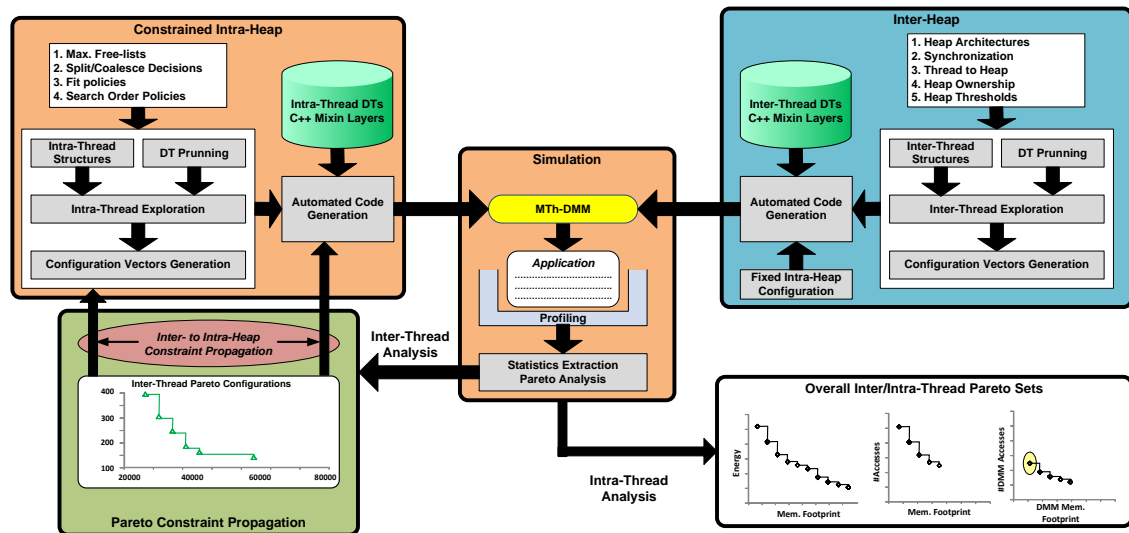 Constrained Intra-Heap
1. Max. Free-lists
2. Split/Coalesce Decisions
3. Fit policies
4. Search Order Policies
Intra-Thread DTs
C++ Mixin Layers
Intra-Thread
Structures
DT Prunning
Intra-Thread Exploration
Configuration Vectors Generation
Automated Code
Generation
Simulation
MTh-DMM
Application
Profiling
Statistics Extraction
Pareto Analysis
Inter-Heap
1. Heap Architectures
2. Synchronization
3. Thread to Heap
4. Heap Ownership
5. Heap Thresholds
Inter-Thread DTs
C++ Mixin Layers
Inter-Thread
Structures
DT Prunning
Automated Code
Generation
Inter-Thread Exploration
Configuration Vectors Generation
Fixed Intra-Heap
Configuration
Inter- to Intra-Heap
Constraint Propagation
Inter-Thread
Analysis
Inter-Thread Pareto Configurations
400
300
200
100
20000 40000 60000 80000
Pareto Constraint Propagation
Intra-Thread
Analysis
Overall Inter/Intra-Thread Pareto Sets
Energy
Mem. Footprint
#Accesses
Mem. Footprint
#DMM Accesses
DMM Mem.
Footprint